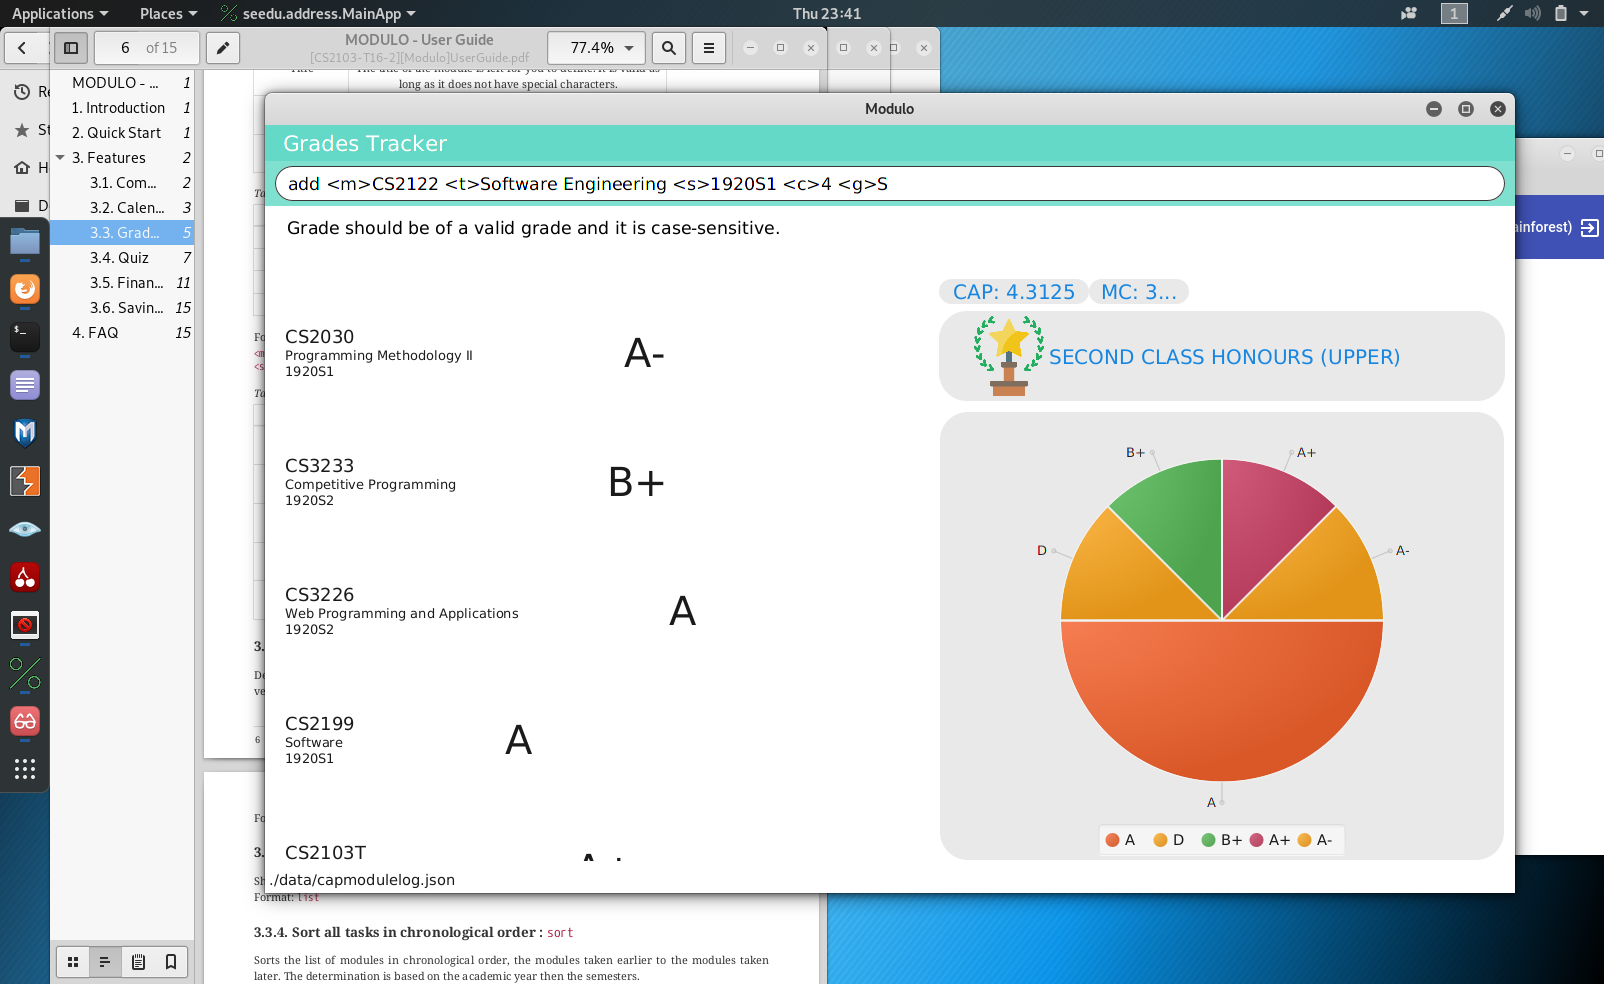 Applications
Places
seedu.address.MainApp
Thu 23:41
1
6 of 15
MODULO - User Guide
[CS2103-T16-2][Modulo]UserGuide.pdf
77.4%
MODULO - ... 1
1. Introduction 1
2. Quick Start 1
3. Features 2
3.1. Com... 2
3.2. Calen... 3
3.3. Grad... 5
3.4. Quiz 7
3.5. Finan... 11
3.6. Savin... 15
4. FAQ 15
long as it does not have special characters.
Modulo
Grades Tracker
add <m>CS2122 <t>Software Engineering <s>1920S1 <c>4 <g>S
Grade should be of a valid grade and it is case-sensitive.
CAP: 4.3125
MC: 3...
SECOND CLASS HONOURS (UPPER)
CS2030
Programming Methodology II
1920S1
A-
CS3233
Competitive Programming
1920S2
B+
CS3226
Web Programming and Applications
1920S2
A
CS2199
Software
1920S1
A
CS2103T
B+
A+
D
A-
A
A D B+ A+ A-
./data/capmodulelog.json
ainforest)
6
Format: list
3.3.4. Sort all tasks in chronological order : sort
Sorts the list of modules in chronological order, the modules taken earlier to the modules taken
later. The determination is based on the academic year then the semesters.